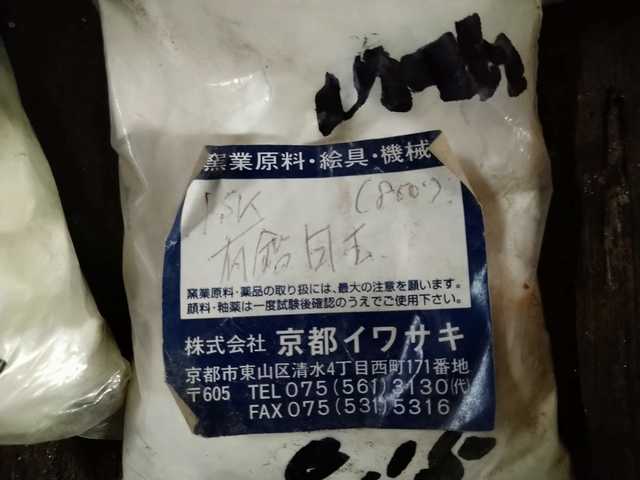 窯業原料・絵具・機械
1.5K (860°)
有鉛白玉
窯業原料・薬品の取り扱には、最大の注意を願います。
顔料・釉薬は一度試験後確認のうえでご使用下さい。
株式会社 京都イワサキ
京都市東山区清水4丁目西町171番地
〒605 TEL 075(561)3130(代)
FAX 075(531)5316